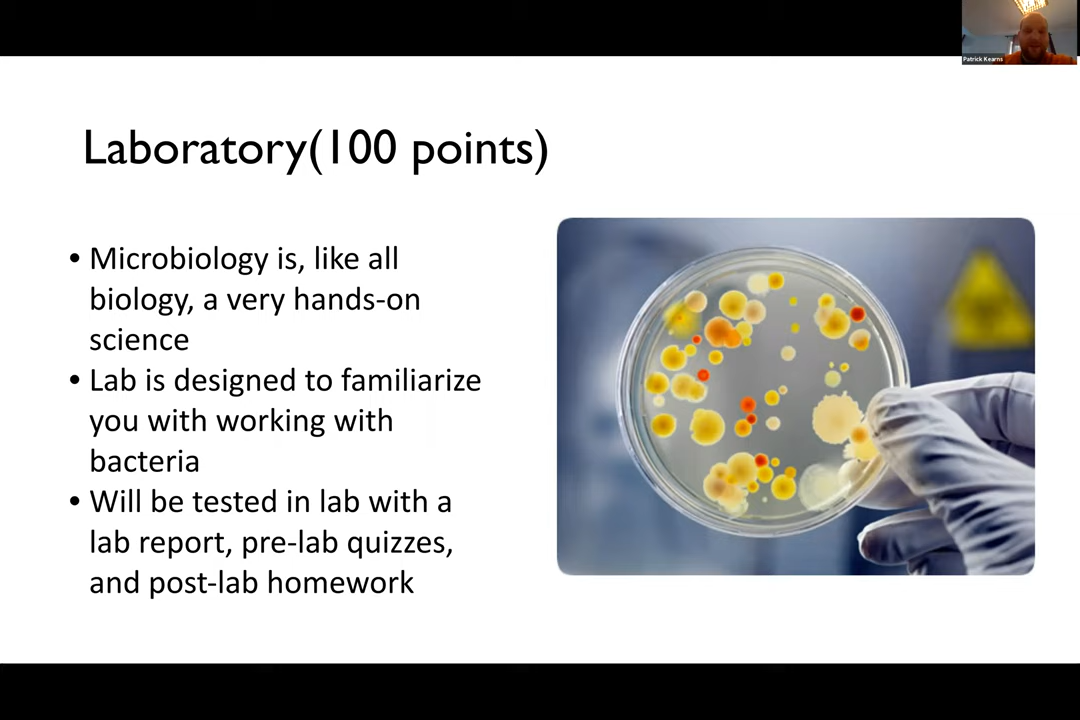 Patrick Kearns
Laboratory(100 points)
• Microbiology is, like all
biology, a very hands-on
science
• Lab is designed to familiarize
you with working with
bacteria
• Will be tested in lab with a
lab report, pre-lab quizzes,
and post-lab homework